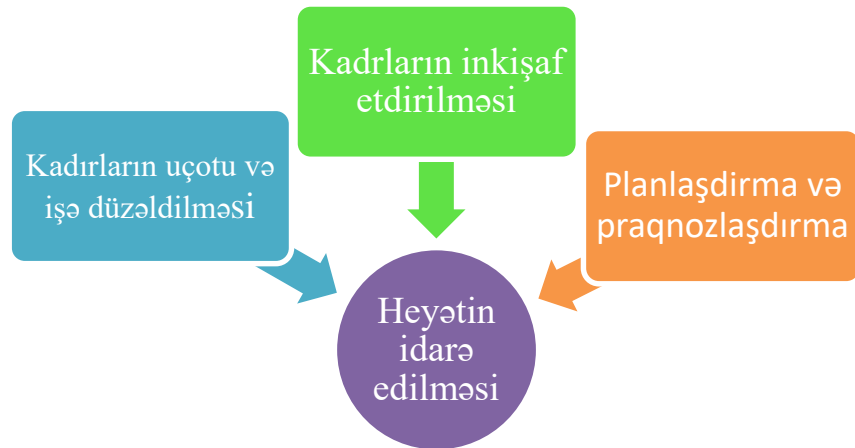 Kadrların inkişaf
etdirilməsi
Kadırların uçotu və
işə düzəldilməsi
Planlaşdirma və
praqnozlaşdırma
Heyətin
idarə
edilməsi